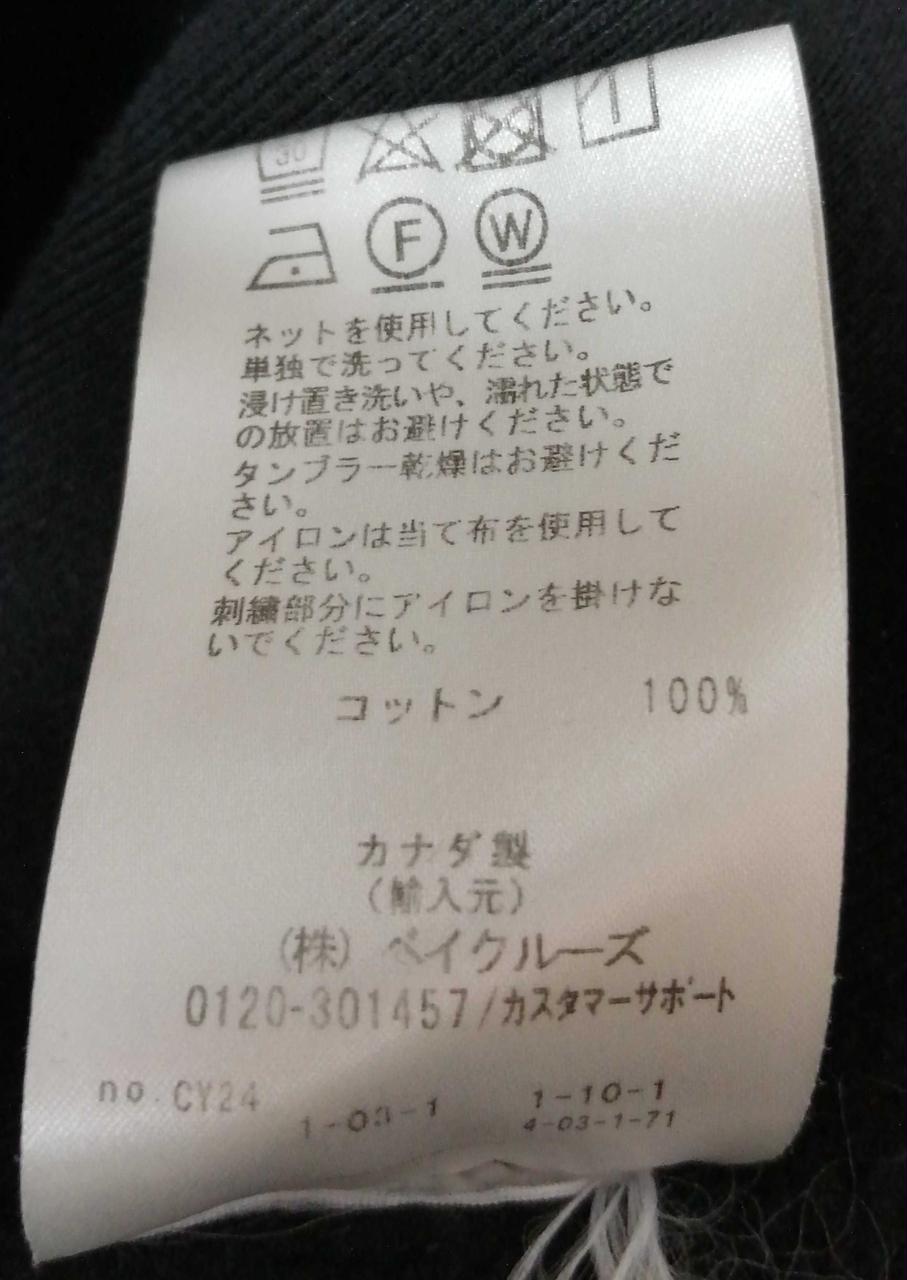 30
F W
ネットを使用してください。
単独で洗ってください。
浸け置き洗いや、濡れた状態で
の放置はお避けください。
タンブラー乾燥はお避けくだ
さい。
アイロンは当て布を使用して
ください。
刺繍部分にアイロンを掛けな
いでください。
コットン 100%
カナダ製
(輸入元)
(株) ベイクルーズ
0120-301457/カスタマーサポート
no. CY24
1-03-1 1-10-1
4-03-1-71